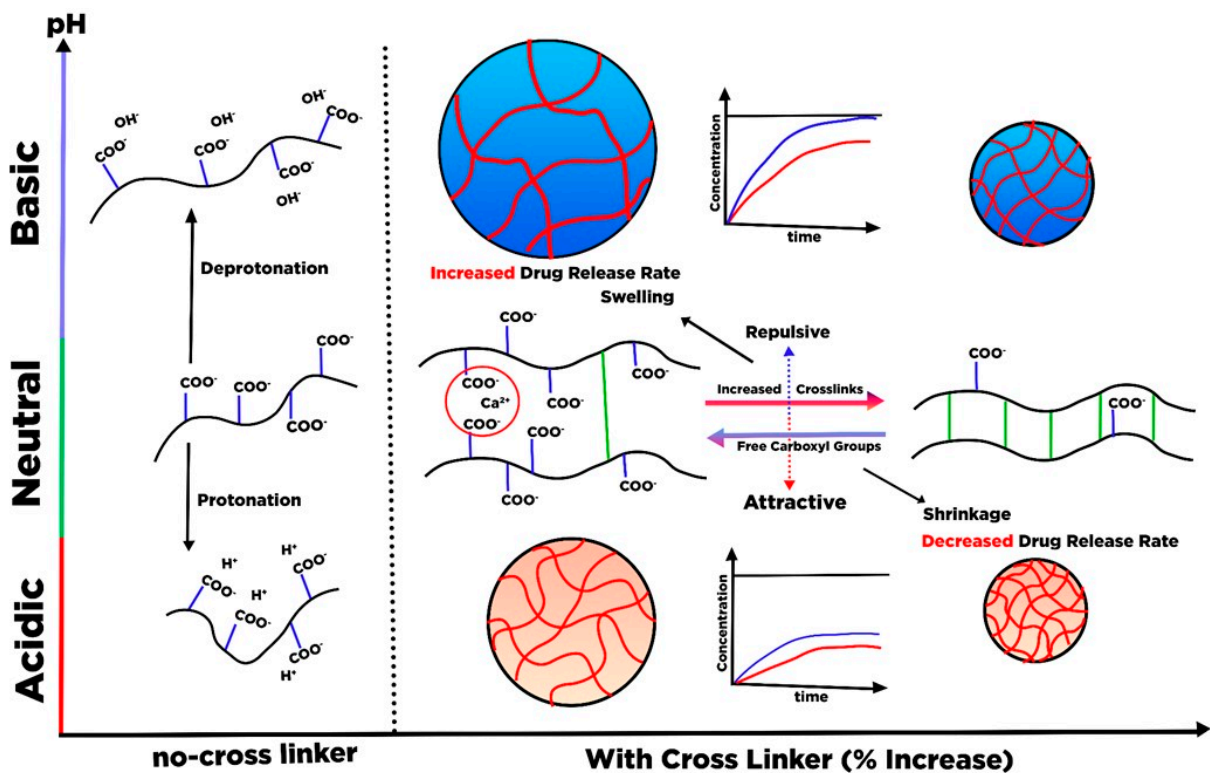 pH
Basic
Neutral
Acidic
OH-
COO-
OH-
COO-
OH-
COO-
COO-
OH-
Deprotonation
COO-
COO-
COO-
COO-
Protonation
H+
COO-
H+
COO-
H+
COO-
COO-
H+
Concentration
time
Increased Drug Release Rate
Swelling
COO-
COO-
COO-
COO-
Ca2+
COO-
COO-
COO-
COO-
COO-
Repulsive
Increased Crosslinks
Free Carboxyl Groups
Attractive
COO-
COO-
Shrinkage
Decreased Drug Release Rate
Concentration
time
no-cross linker
With Cross Linker (% Increase)